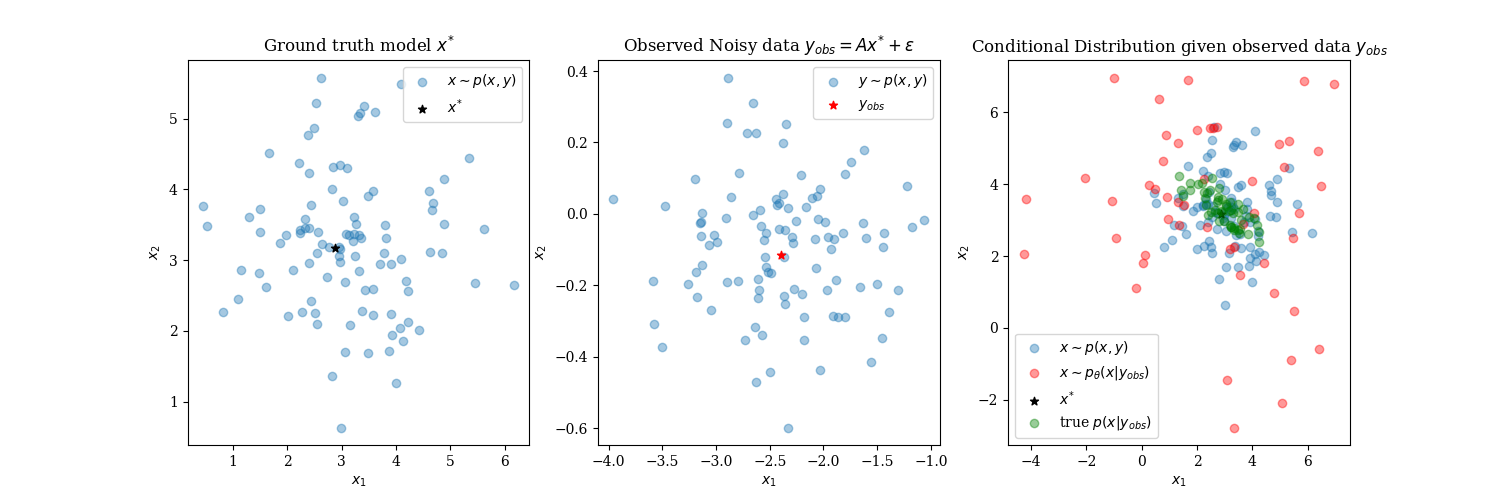 Ground truth model x*
x ~ p(x, y)
x*
5
4
3
2
1
x₂
1 2 3 4 5 6
x₁
Observed Noisy data y_obs = Ax* + ε
y ~ p(x, y)
y_obs
0.4
0.2
0.0
−0.2
−0.4
−0.6
x₂
−4.0 −3.5 −3.0 −2.5 −2.0 −1.5 −1.0
x₁
Conditional Distribution given observed data y_obs
6
4
2
0
−2
x₂
x ~ p(x, y)
x ~ p_θ(x|y_obs)
x*
true p(x|y_obs)
−4 −2 0 2 4 6
x₁